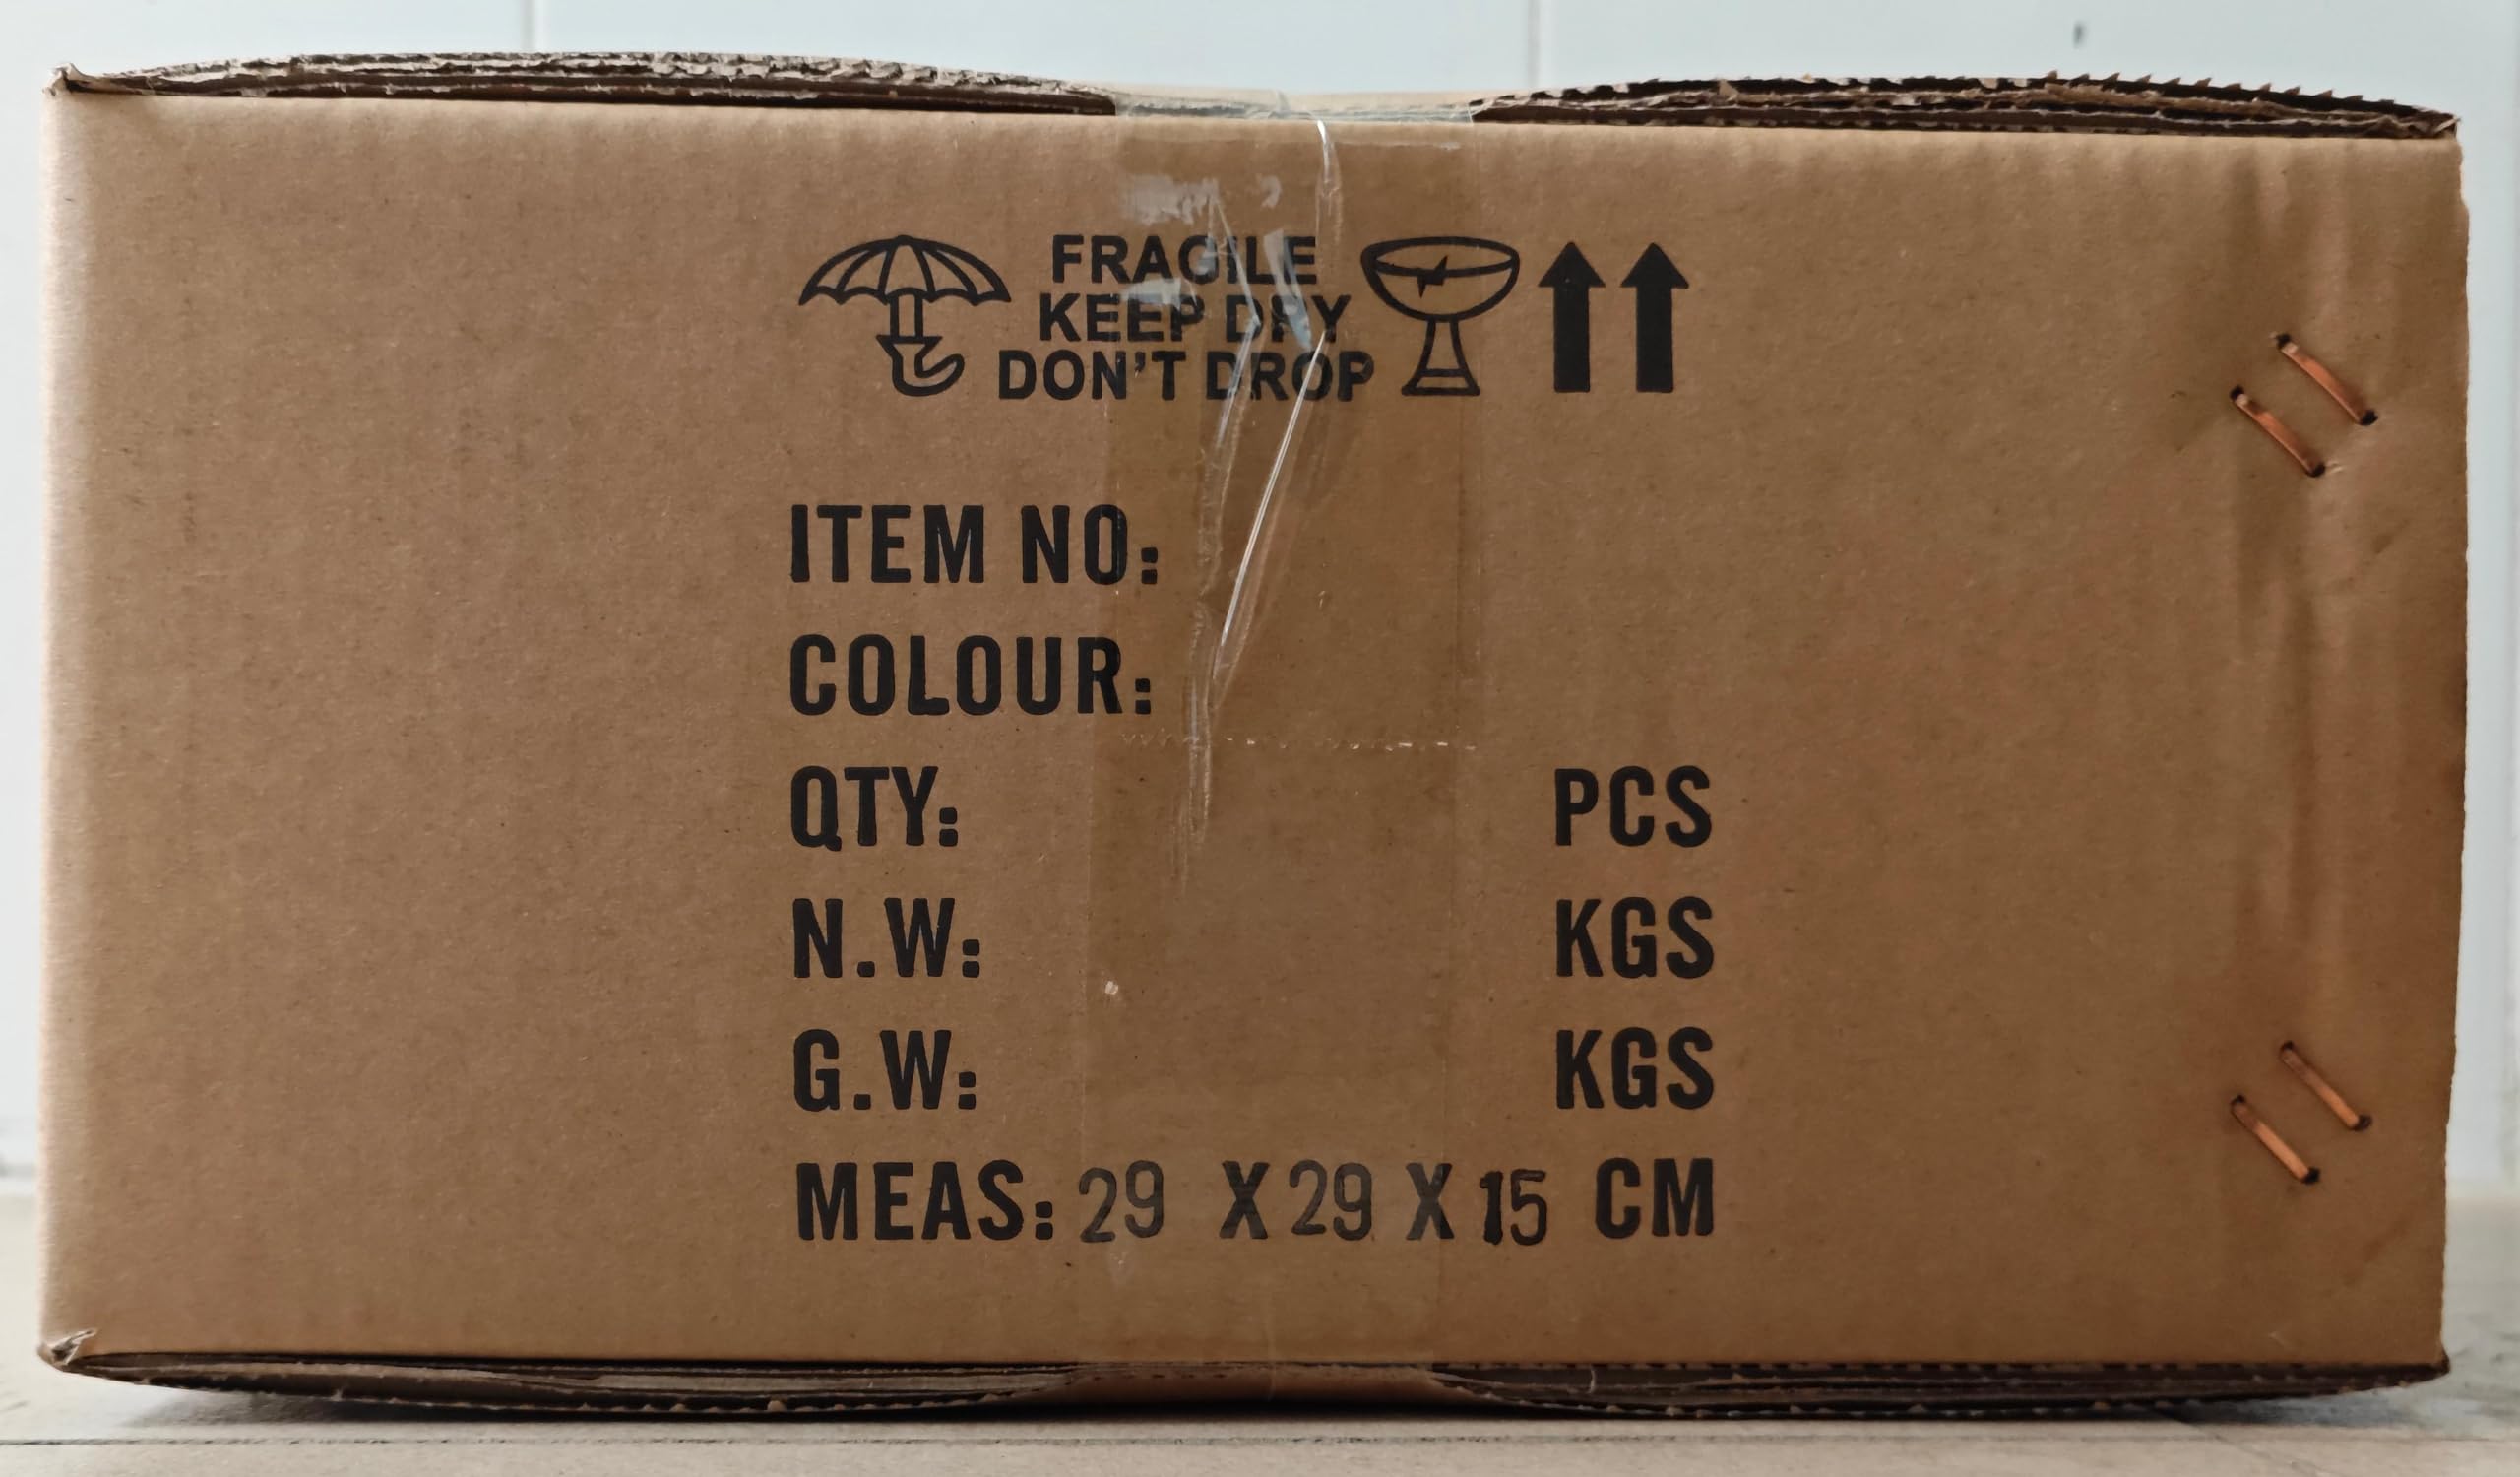 FRAGILE
KEEP DRY
DON'T DROP
ITEM NO:
COLOUR:
QTY: PCS
N.W: KGS
G.W: KGS
MEAS: 29 X 29 X 15 CM